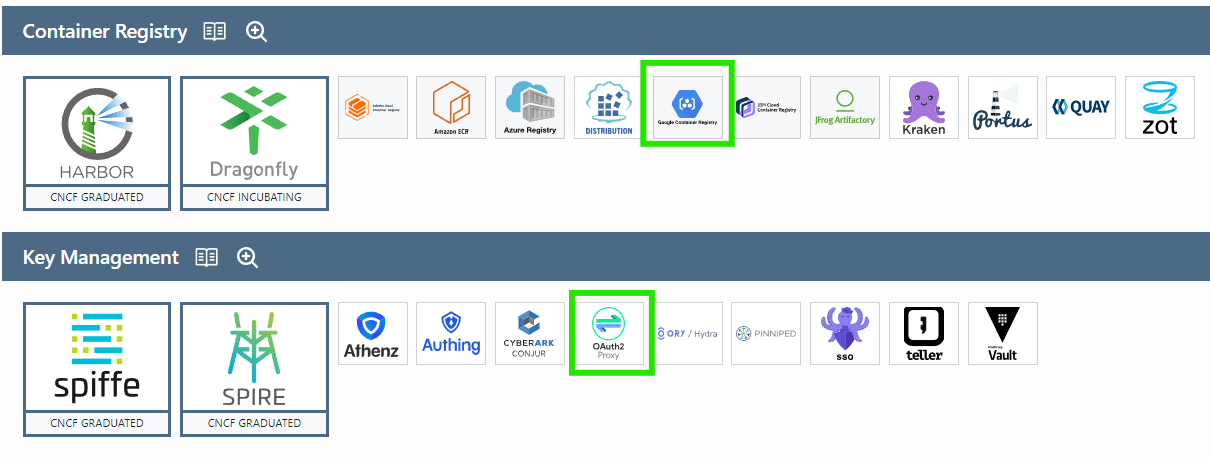 Container Registry
HARBOR
CNCF GRADUATED
Dragonfly
CNCF INCUBATING
Alibaba Cloud
Container Registry
Amazon ECR
Azure Registry
DISTRIBUTION
Google Container Registry
IBM Cloud
Container Registry
JFrog Artifactory
Kraken
Portus
QUAY
zot
Key Management
spiffe
CNCF GRADUATED
SPIRE
CNCF GRADUATED
Athenz
Authing
CYBERARK
CONJUR
OAuth2
Proxy
ORY / Hydra
PINNIPED
sso
teller
HashiCorp
Vault